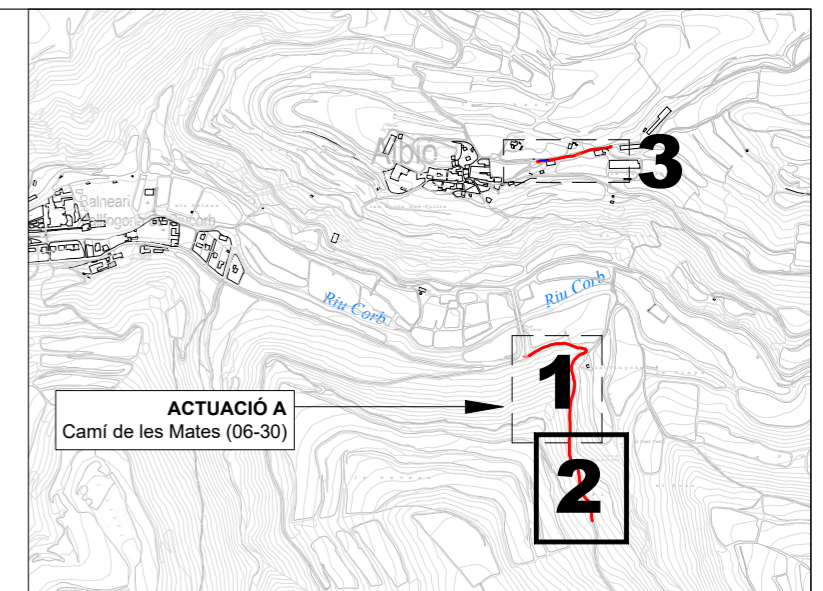 Albió
3
Balneari
Riu Corb
Riu Corb
1
ACTUACIÓ A
Camí de les Mates (06-30)
2